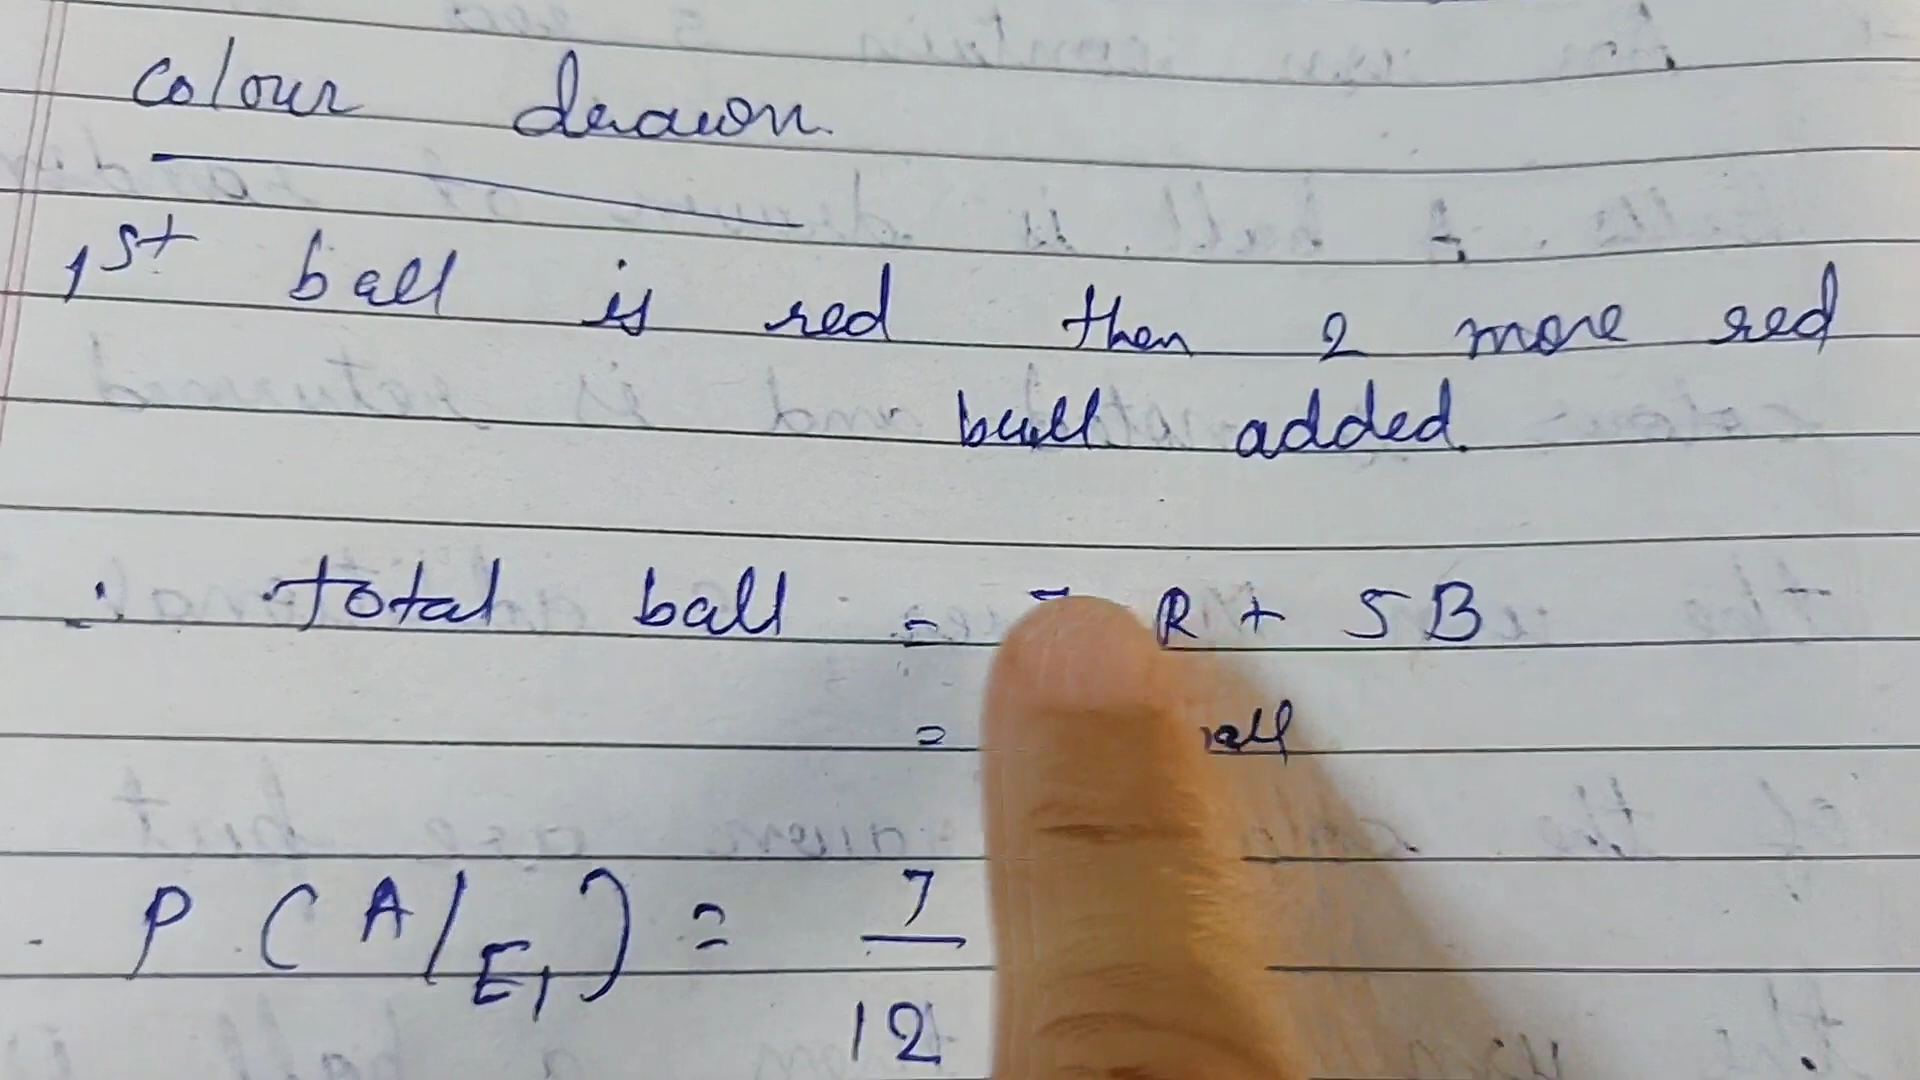 colour drawn
1st ball is red then 2 more red
ball added.
∴ Total ball = R + 5B
=
P(A/E1) = 7/12